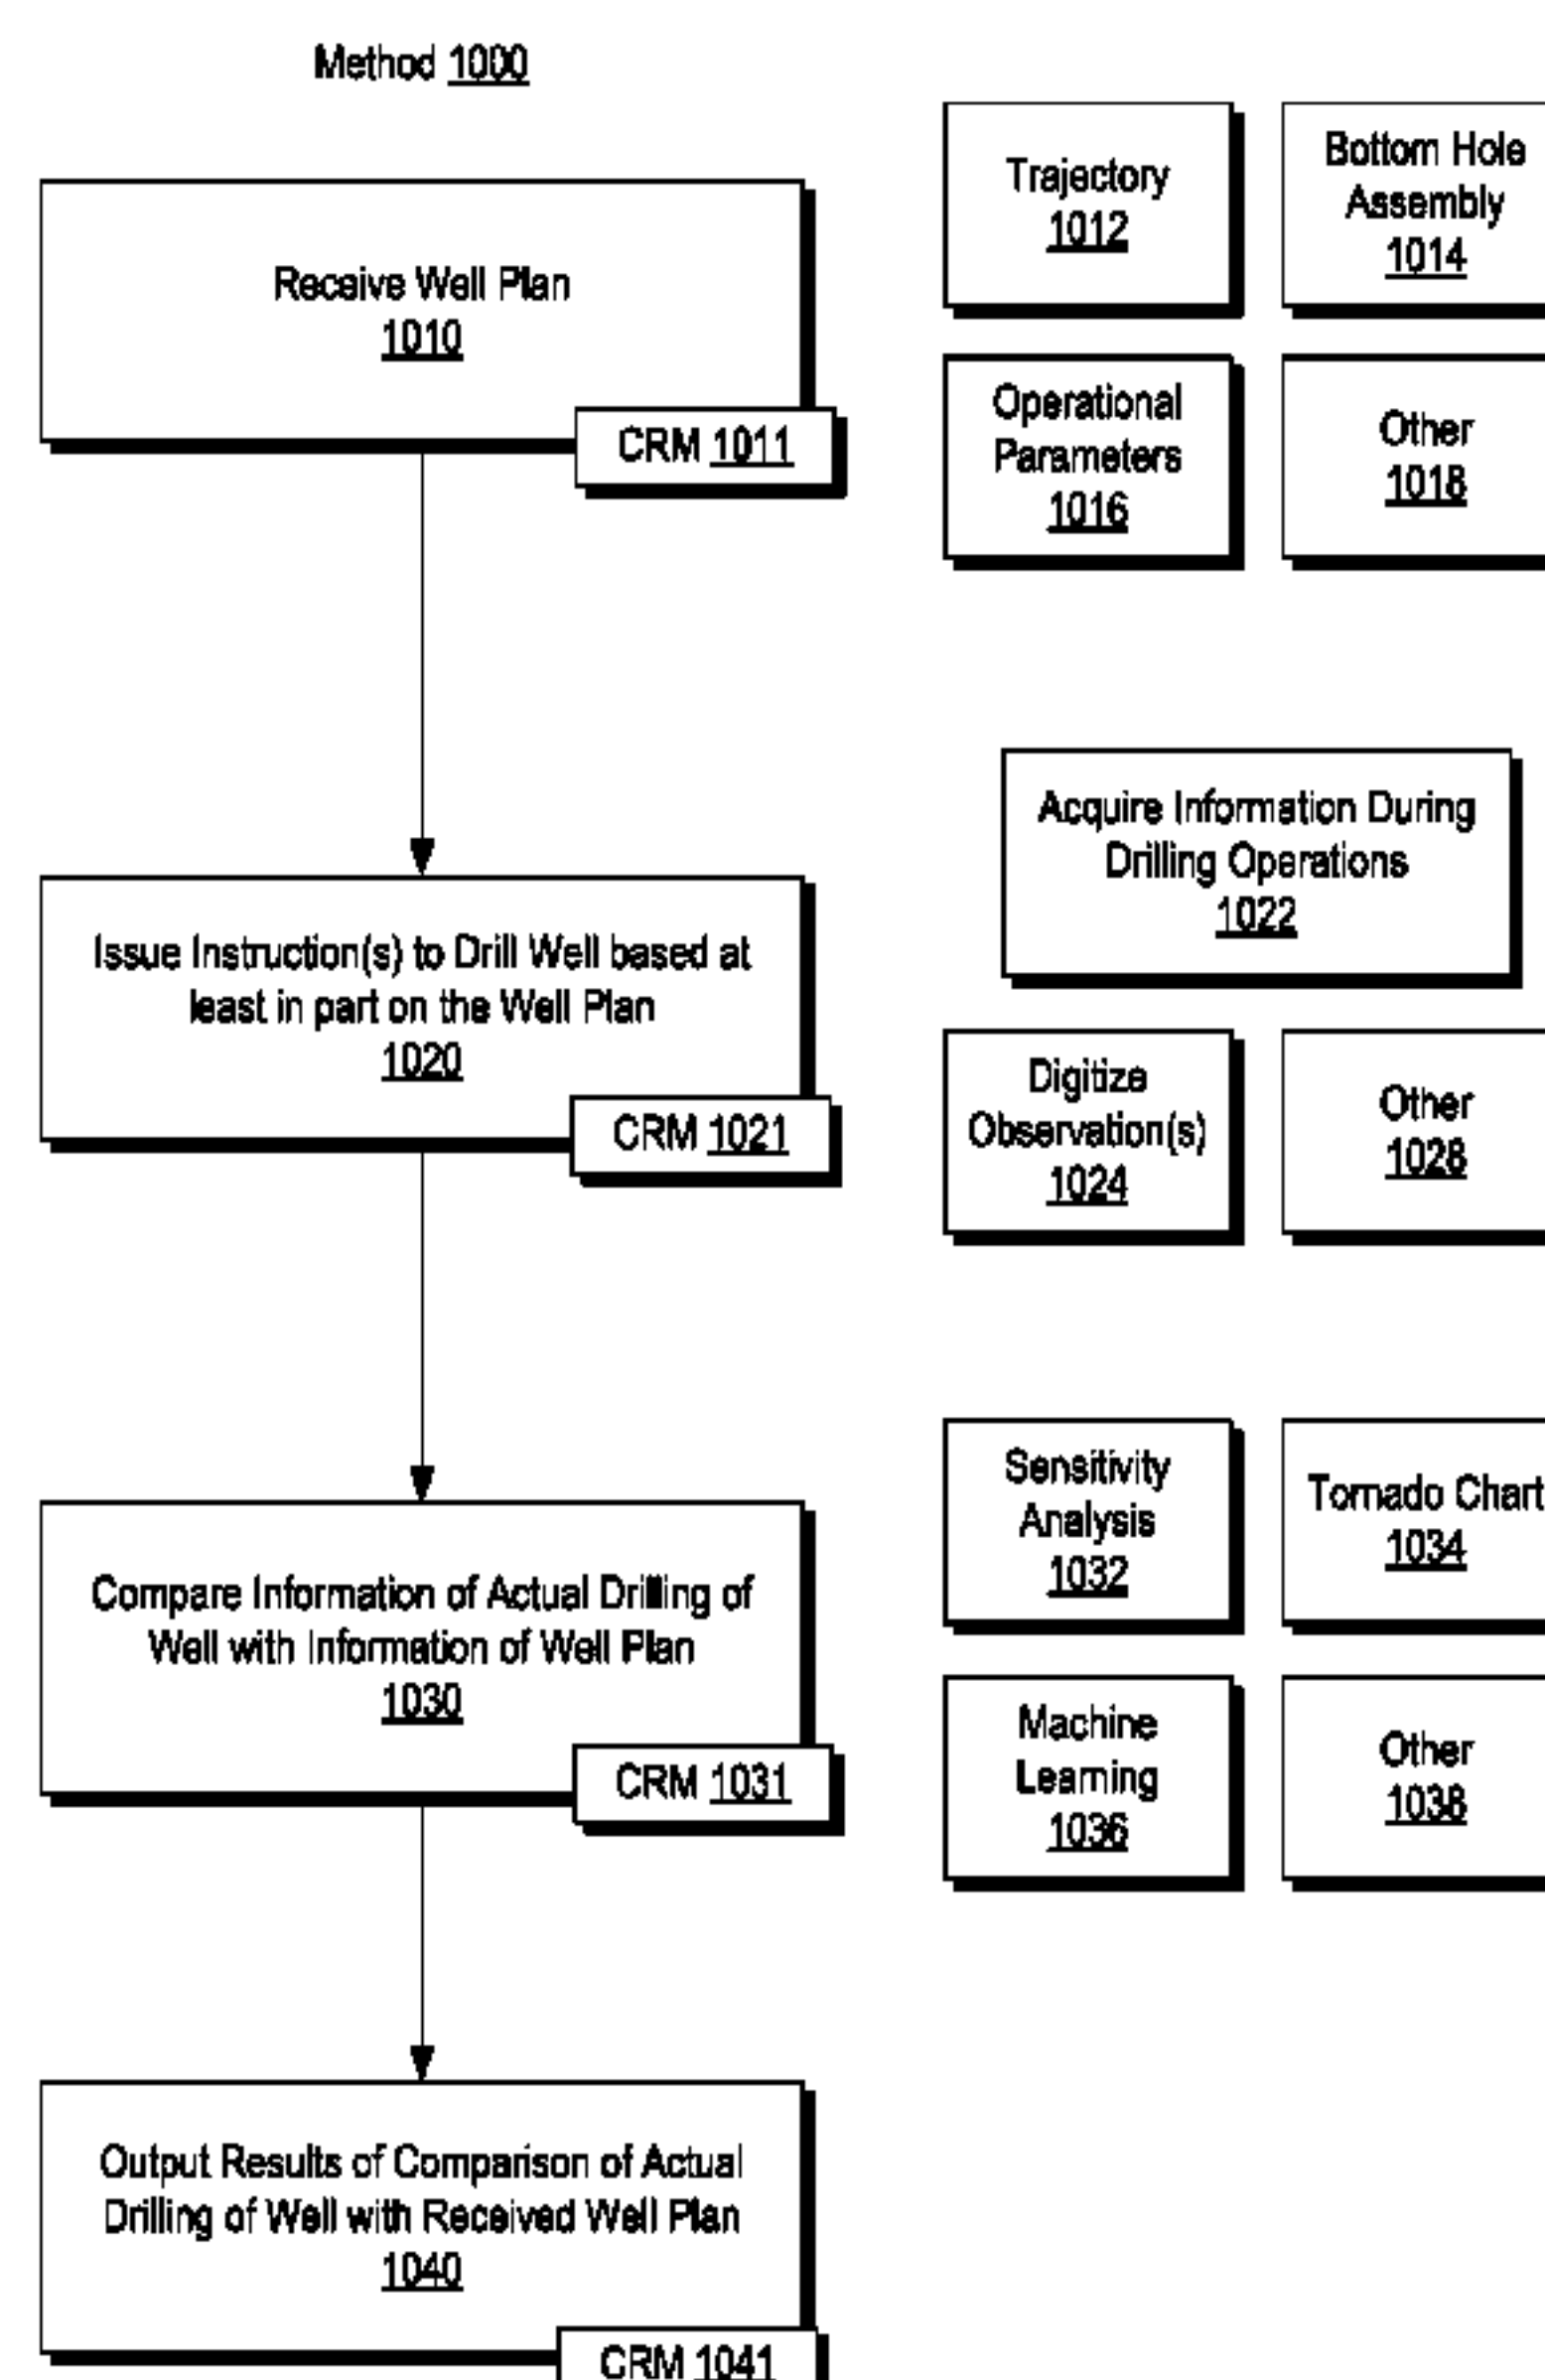 Method 1000
Receive Well Plan
1010
CRM 1011
Trajectory
1012
Bottom Hole
Assembly
1014
Operational
Parameters
1016
Other
1018
Issue Instruction(s) to Drill Well based at
least in part on the Well Plan
1020
CRM 1021
Acquire Information During
Drilling Operations
1022
Digitize
Observation(s)
1024
Other
1028
Compare Information of Actual Drilling of
Well with Information of Well Plan
1030
CRM 1031
Sensitivity
Analysis
1032
Tornado Chart
1034
Machine
Learning
1036
Other
1038
Output Results of Comparison of Actual
Drilling of Well with Received Well Plan
1040
CRM 1041